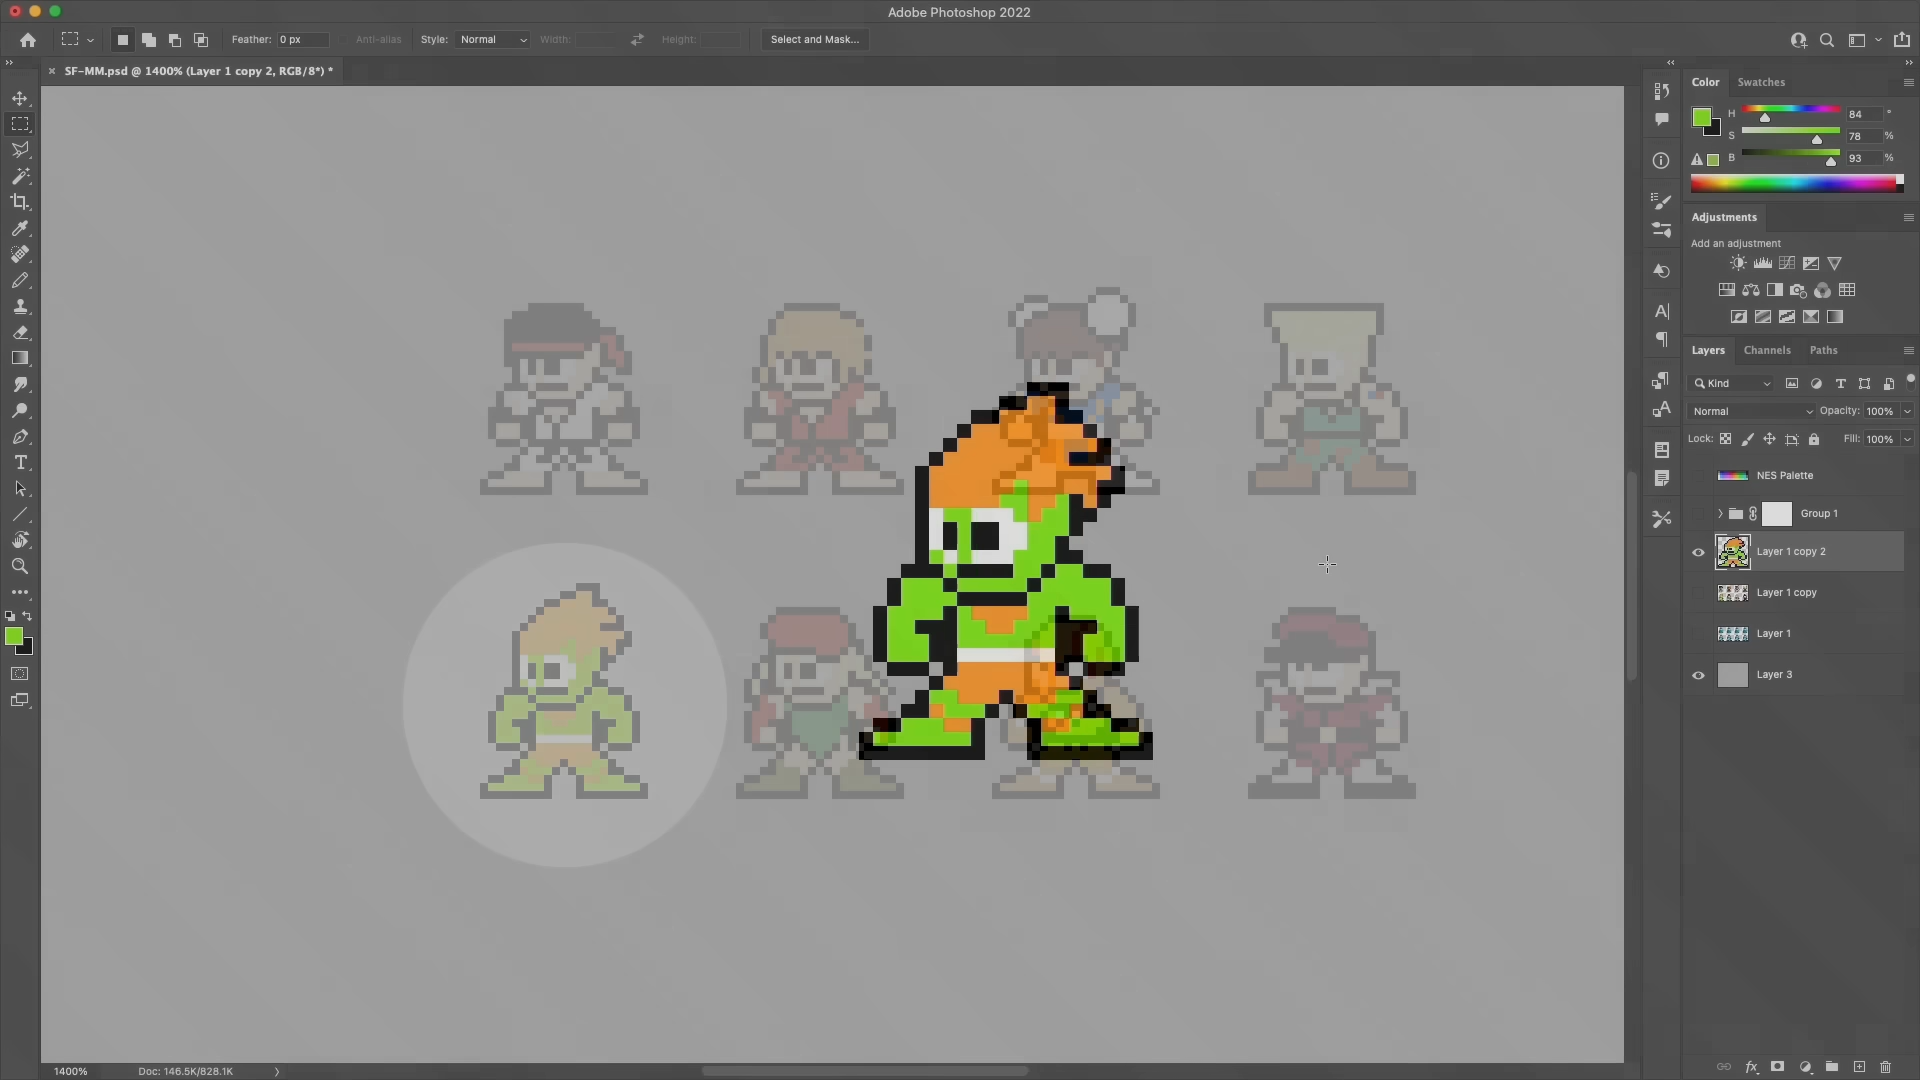 Adobe Photoshop 2022
Feather: 0 px Anti-alias Style: Normal Width: Height: Select and Mask...
SF-MM.psd @ 1400% (Layer 1 copy 2, RGB/8*) *
Color Swatches
H 84 °
S 78 %
B 93 %
Adjustments
Add an adjustment
Layers Channels Paths
Kind
Normal Opacity: 100%
Lock: Fill: 100%
NES Palette
Group 1
Layer 1 copy 2
Layer 1 copy
Layer 1
Layer 3
1400% Doc: 146.5K/828.1K